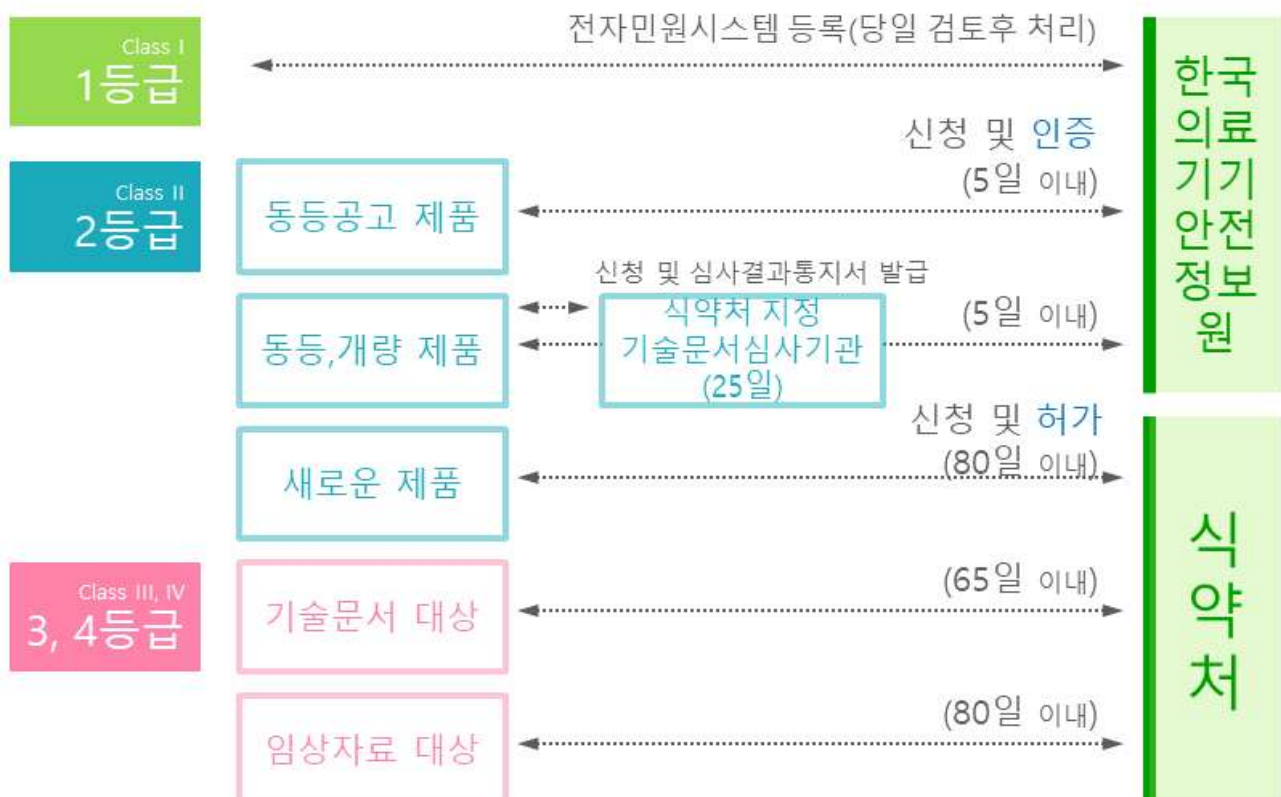 Class I
1등급
전자민원시스템 등록(당일 검토후 처리)
한국
의료
기기
안전
정보
원
Class II
2등급
동등공고 제품
신청 및 인증
(5일 이내)
동등,개량 제품
신청 및 심사결과통지서 발급
식약처 지정
기술문서심사기관
(25일)
(5일 이내)
새로운 제품
신청 및 허가
(80일 이내)
식
약
처
Class III, IV
3, 4등급
기술문서 대상
(65일 이내)
임상자료 대상
(80일 이내)